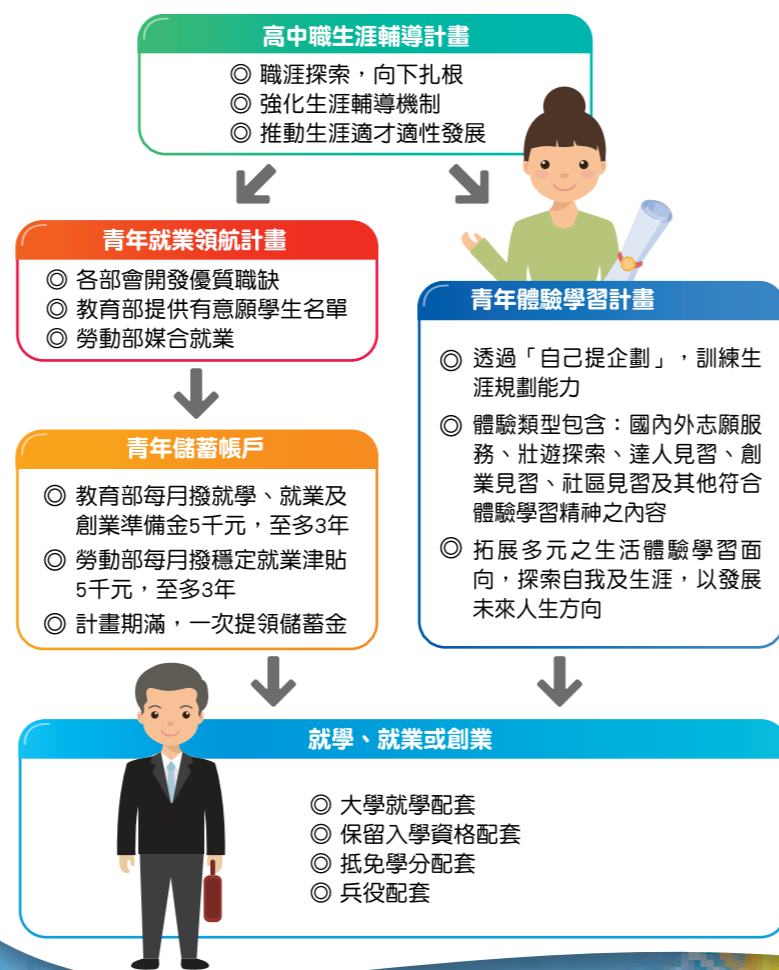 高中職生涯輔導計畫
◎ 職涯探索，向下扎根
◎ 強化生涯輔導機制
◎ 推動生涯適才適性發展
青年就業領航計畫
◎ 各部會開發優質職缺
◎ 教育部提供有意願學生名單
◎ 勞動部媒合就業
青年儲蓄帳戶
◎ 教育部每月撥就學、就業及
創業準備金5千元，至多3年
◎ 勞動部每月撥穩定就業津貼
5千元，至多3年
◎ 計畫期滿，一次提領儲蓄金
青年體驗學習計畫
◎ 透過「自己提企劃」，訓練生
涯規劃能力
◎ 體驗類型包含：國內外志願服
務、壯遊探索、達人見習、創
業見習、社區見習及其他符合
體驗學習精神之內容
◎ 拓展多元之生活體驗學習面
向，探索自我及生涯，以發展
未來人生方向
就學、就業或創業
◎ 大學就學配套
◎ 保留入學資格配套
◎ 抵免學分配套
◎ 兵役配套